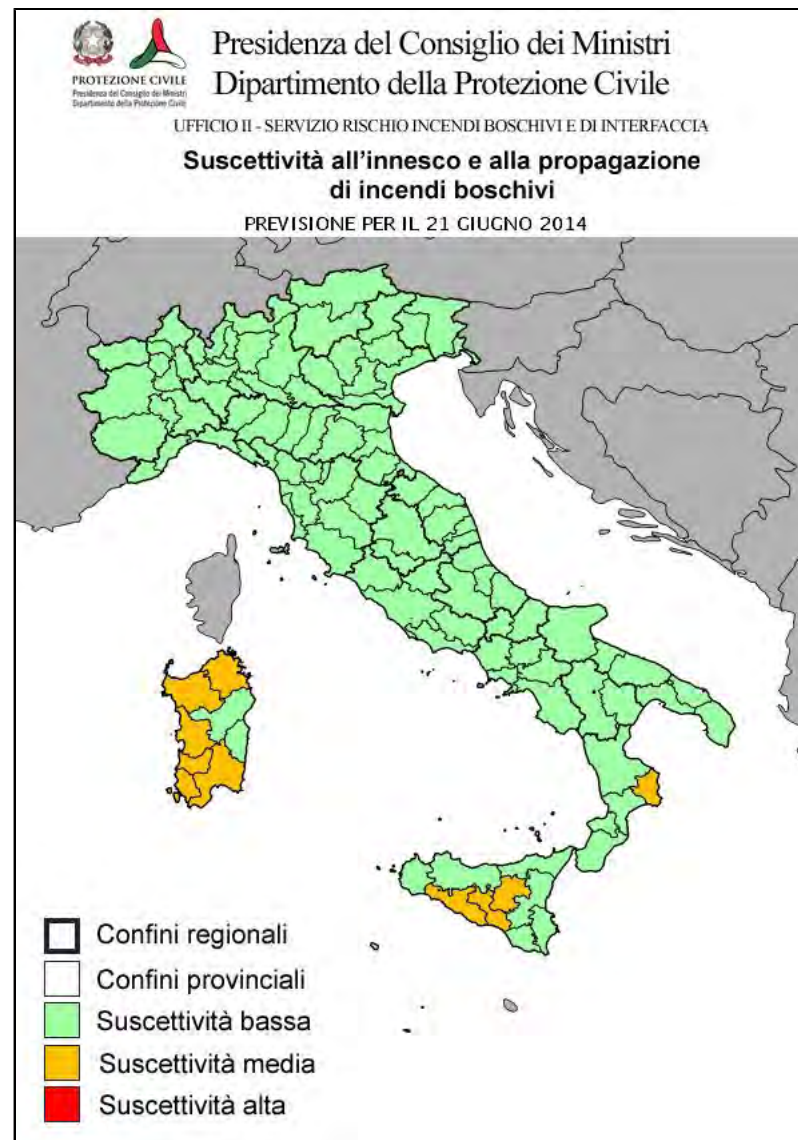 PROTEZIONE CIVILE
Presidenza del Consiglio dei Ministri
Dipartimento della Protezione Civile
Presidenza del Consiglio dei Ministri
Dipartimento della Protezione Civile
UFFICIO II - SERVIZIO RISCHIO INCENDI BOSCHIVI E DI INTERFACCIA
Suscettività all'innesco e alla propagazione
di incendi boschivi
PREVISIONE PER IL 21 GIUGNO 2014
Confini regionali
Confini provinciali
Suscettività bassa
Suscettività media
Suscettività alta